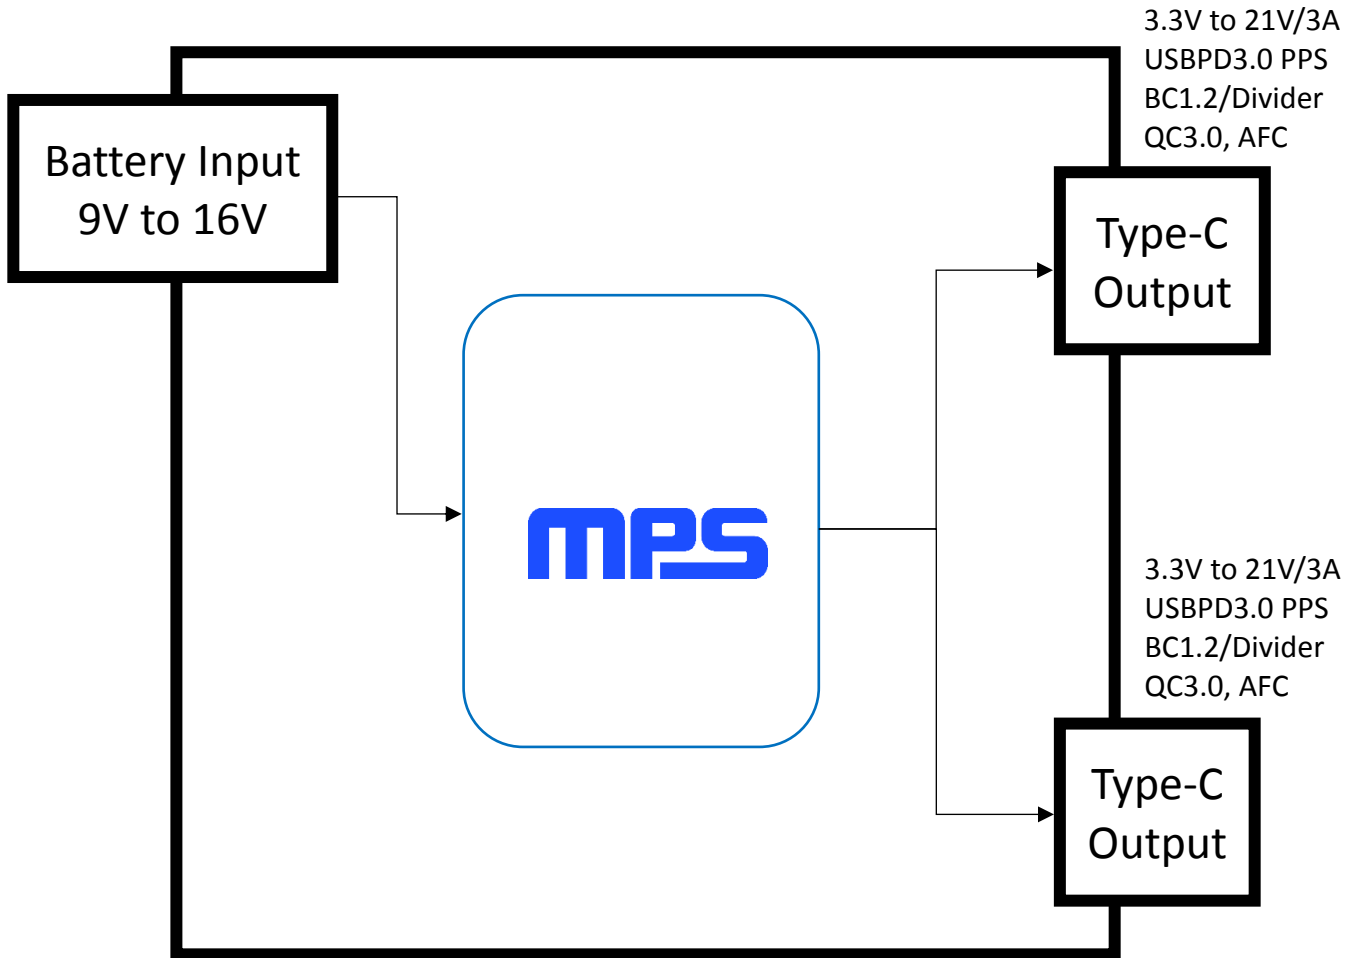 3.3V to 21V/3A
USBPD3.0 PPS
BC1.2/Divider
QC3.0, AFC
Battery Input
9V to 16V
Type-C
Output
mPS
3.3V to 21V/3A
USBPD3.0 PPS
BC1.2/Divider
QC3.0, AFC
Type-C
Output